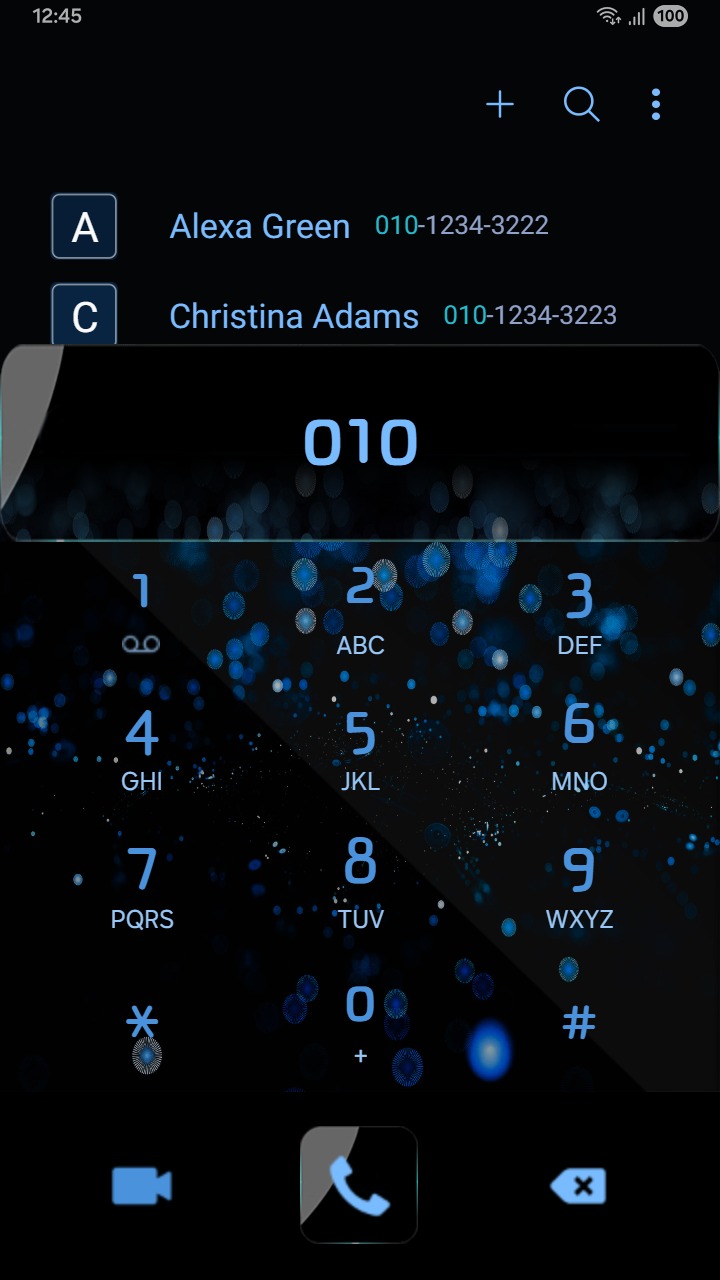 12:45 100
A Alexa Green 010-1234-3222
C Christina Adams 010-1234-3223
010
1 2 3
ABC DEF
4 5 6
GHI JKL MNO
7 8 9
PQRS TUV WXYZ
* 0 #
+